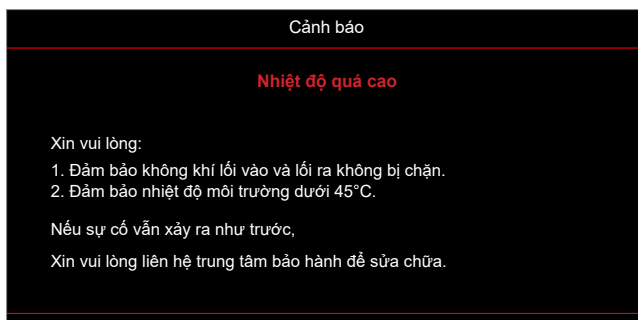 Cảnh báo
Nhiệt độ quá cao
Xin vui lòng:
1. Đảm bảo không khí lối vào và lối ra không bị chặn.
2. Đảm bảo nhiệt độ môi trường dưới 45°C.
Nếu sự cố vẫn xảy ra như trước,
Xin vui lòng liên hệ trung tâm bảo hành để sửa chữa.